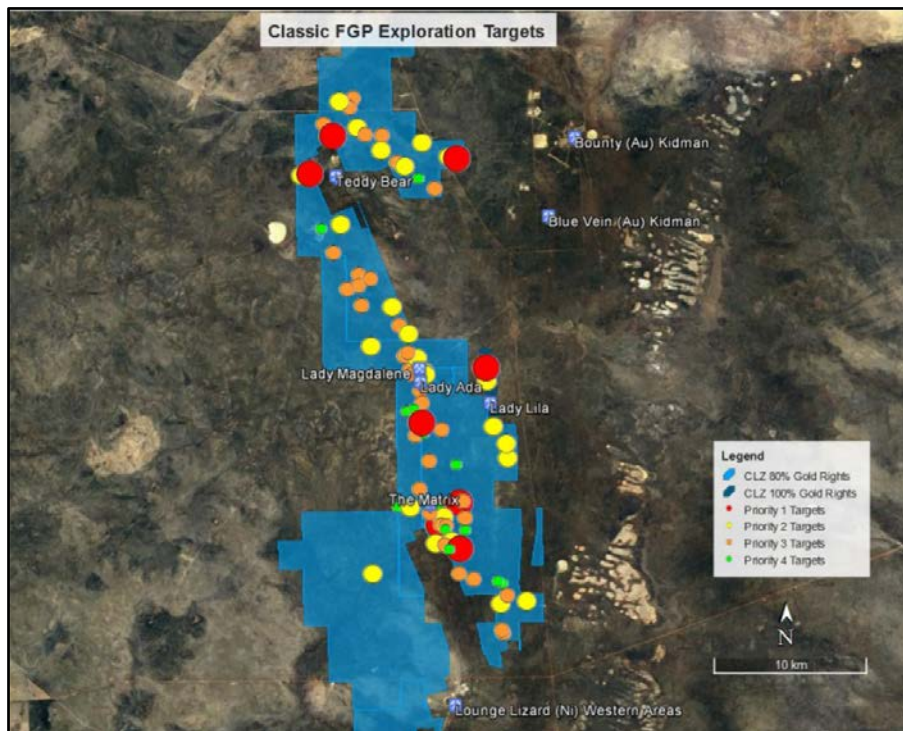 Classic FGP Exploration Targets
Bounty (Au) Kidman
Teddy Bear
Blue Vein (Au) Kidman
Lady Magdalene
Lady Ada
Lady Lila
Legend
CLZ 80% Gold Rights
CLZ 100% Gold Rights
Priority 1 Targets
Priority 2 Targets
Priority 3 Targets
Priority 4 Targets
The Matrix
N
10 km
Lounge Lizard (Ni) Western Areas